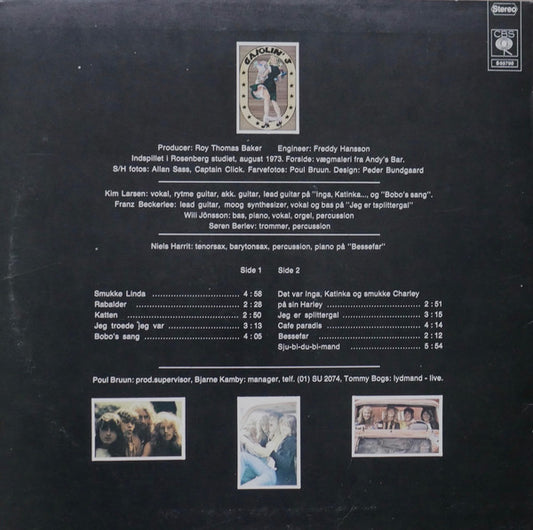 Stereo
CBS
GASOLIN'3
Producer: Roy Thomas Baker Engineer: Freddy Hansson
Indspillet i Rosenberg studiet, august 1973. Forside: vægmaleri fra Andy's Bar.
S/H fotos: Allan Sass, Captain Click. Farvefotos: Poul Bruun. Design: Peder Bundgaard
Kim Larsen: vokal, rytme guitar, akk. guitar, lead guitar på "Inga, Katinka..., og "Bobo's sang".
Franz Beckerlee: lead guitar, moog synthesizer, vokal og bas på "Jeg er tsplittergal"
Will Jönsson: bas, piano, vokal, orgel, percussion
Søren Berlev: trommer, percussion
Niels Harrit: tenorsax, barytonsax, percussion, piano på "Bessefar"
Side 1 Side 2
Smukke Linda 4:58
Rabalder 2:28
Katten 2:50
Jeg troede jag var 3:13
Bobo's sang 4:05
Det var Inga, Katinka og smukke Charley
på sin Harley 2:51
Jeg er splittergal 3:15
Cafe paradis 4:14
Bessefar 2:12
Sju-bi-du-bi-mand 5:54
Poul Bruun: prod.supervisor, Bjarne Kamby: manager, telf. (01) SU 2074, Tommy Bogs: lydmand - live.